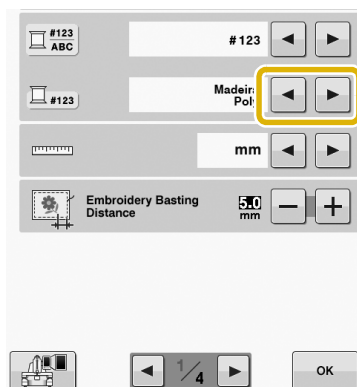 #123
ABC
#123
#123
Madeira
Poly
mm
Embroidery Basting
Distance
5.0
mm
1/4
OK